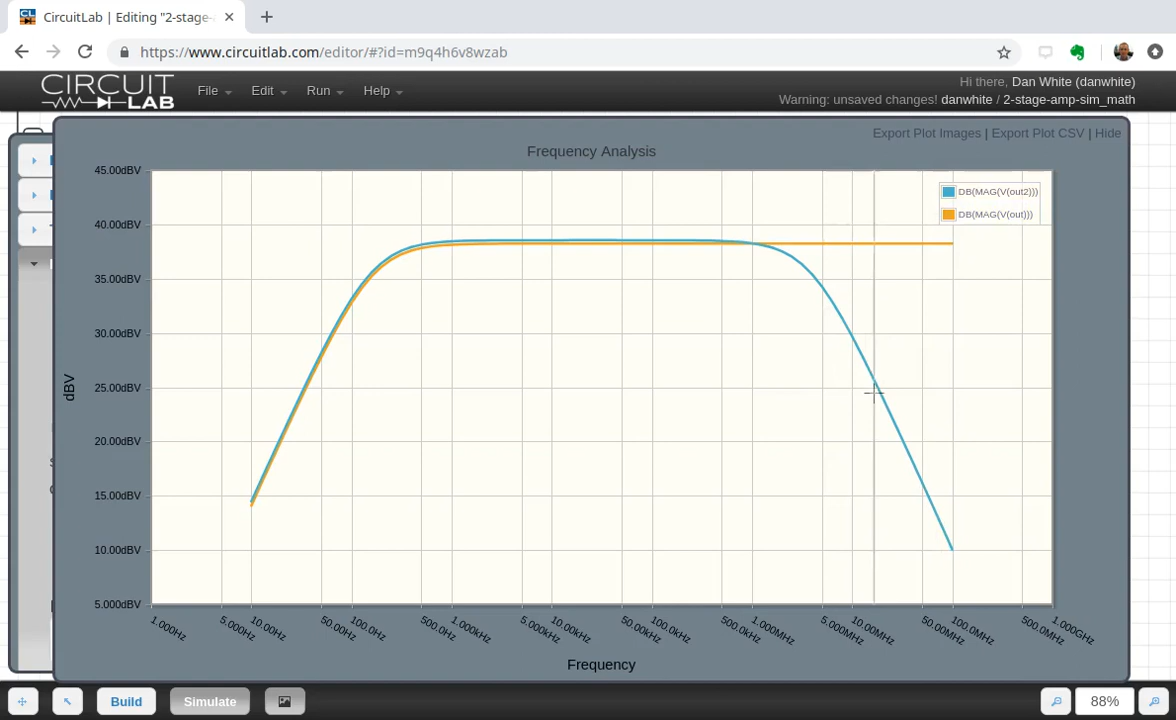 CircuitLab | Editing "2-stage-
https://www.circuitlab.com/editor/#?id=m9q4h6v8wzab
CIRCUIT LAB
File Edit Run Help
Hi there, Dan White (danwhite)
Warning: unsaved changes! danwhite / 2-stage-amp-sim_math
Export Plot Images | Export Plot CSV | Hide
Frequency Analysis
45.00dBV
DB(MAG(V(out2)))
DB(MAG(V(out)))
40.00dBV
35.00dBV
30.00dBV
dBV
25.00dBV
20.00dBV
15.00dBV
10.00dBV
5.000dBV
1.000Hz 5.000Hz 10.00Hz 50.00Hz 100.0Hz 500.0Hz 1.000kHz 5.000kHz 10.00kHz 50.00kHz 100.0kHz 500.0kHz 1.000MHz 5.000MHz 10.00MHz 50.00MHz 100.0MHz 500.0MHz 1.000GHz
Frequency
Build Simulate 88%